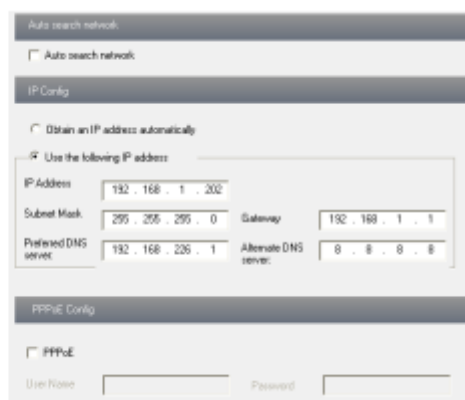 Auto search network
Auto search network
IP Config
Obtain an IP address automatically
Use the following IP address
IP Address 192 . 168 . 1 . 202
Subnet Mask 255 . 255 . 255 . 0 Gateway 192 . 168 . 1 . 1
Preferred DNS server: 192 . 168 . 226 . 1 Alternate DNS server: 8 . 8 . 8 . 8
PPPoE Config
PPPoE
User Name Password